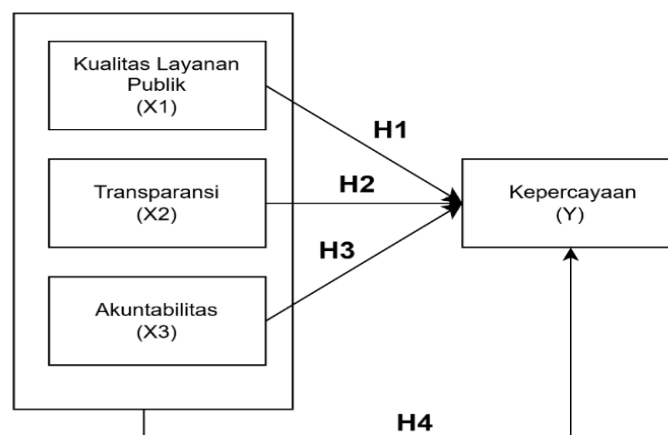 Kualitas Layanan
Publik
(X1)
H1
Transparansi
(X2)
H2
Kepercayaan
(Y)
H3
Akuntabilitas
(X3)
H4